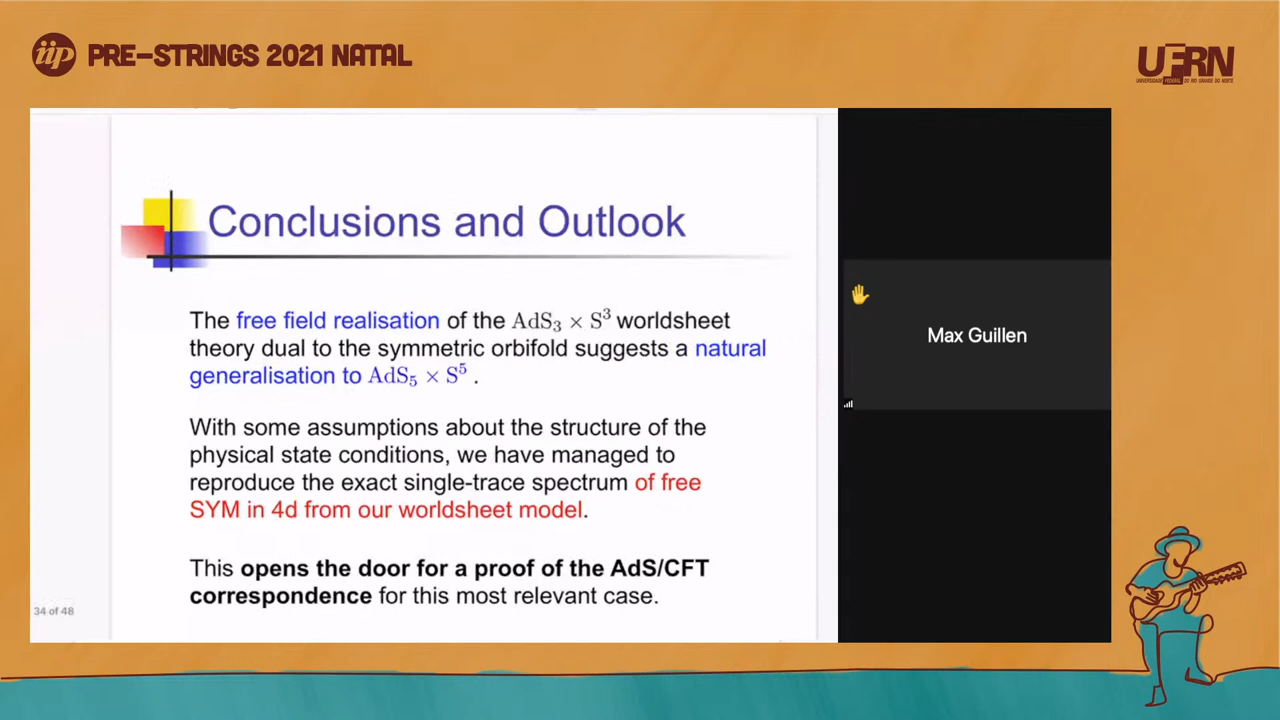 iip PRE-STRINGS 2021 NATAL
UFRN
UNIVERSIDADE FEDERAL DO RIO GRANDE DO NORTE
Conclusions and Outlook
The free field realisation of the AdS₃ × S³ worldsheet
theory dual to the symmetric orbifold suggests a natural
generalisation to AdS₅ × S⁵ .
With some assumptions about the structure of the
physical state conditions, we have managed to
reproduce the exact single-trace spectrum of free
SYM in 4d from our worldsheet model.
This opens the door for a proof of the AdS/CFT
correspondence for this most relevant case.
34 of 48
Max Guillen